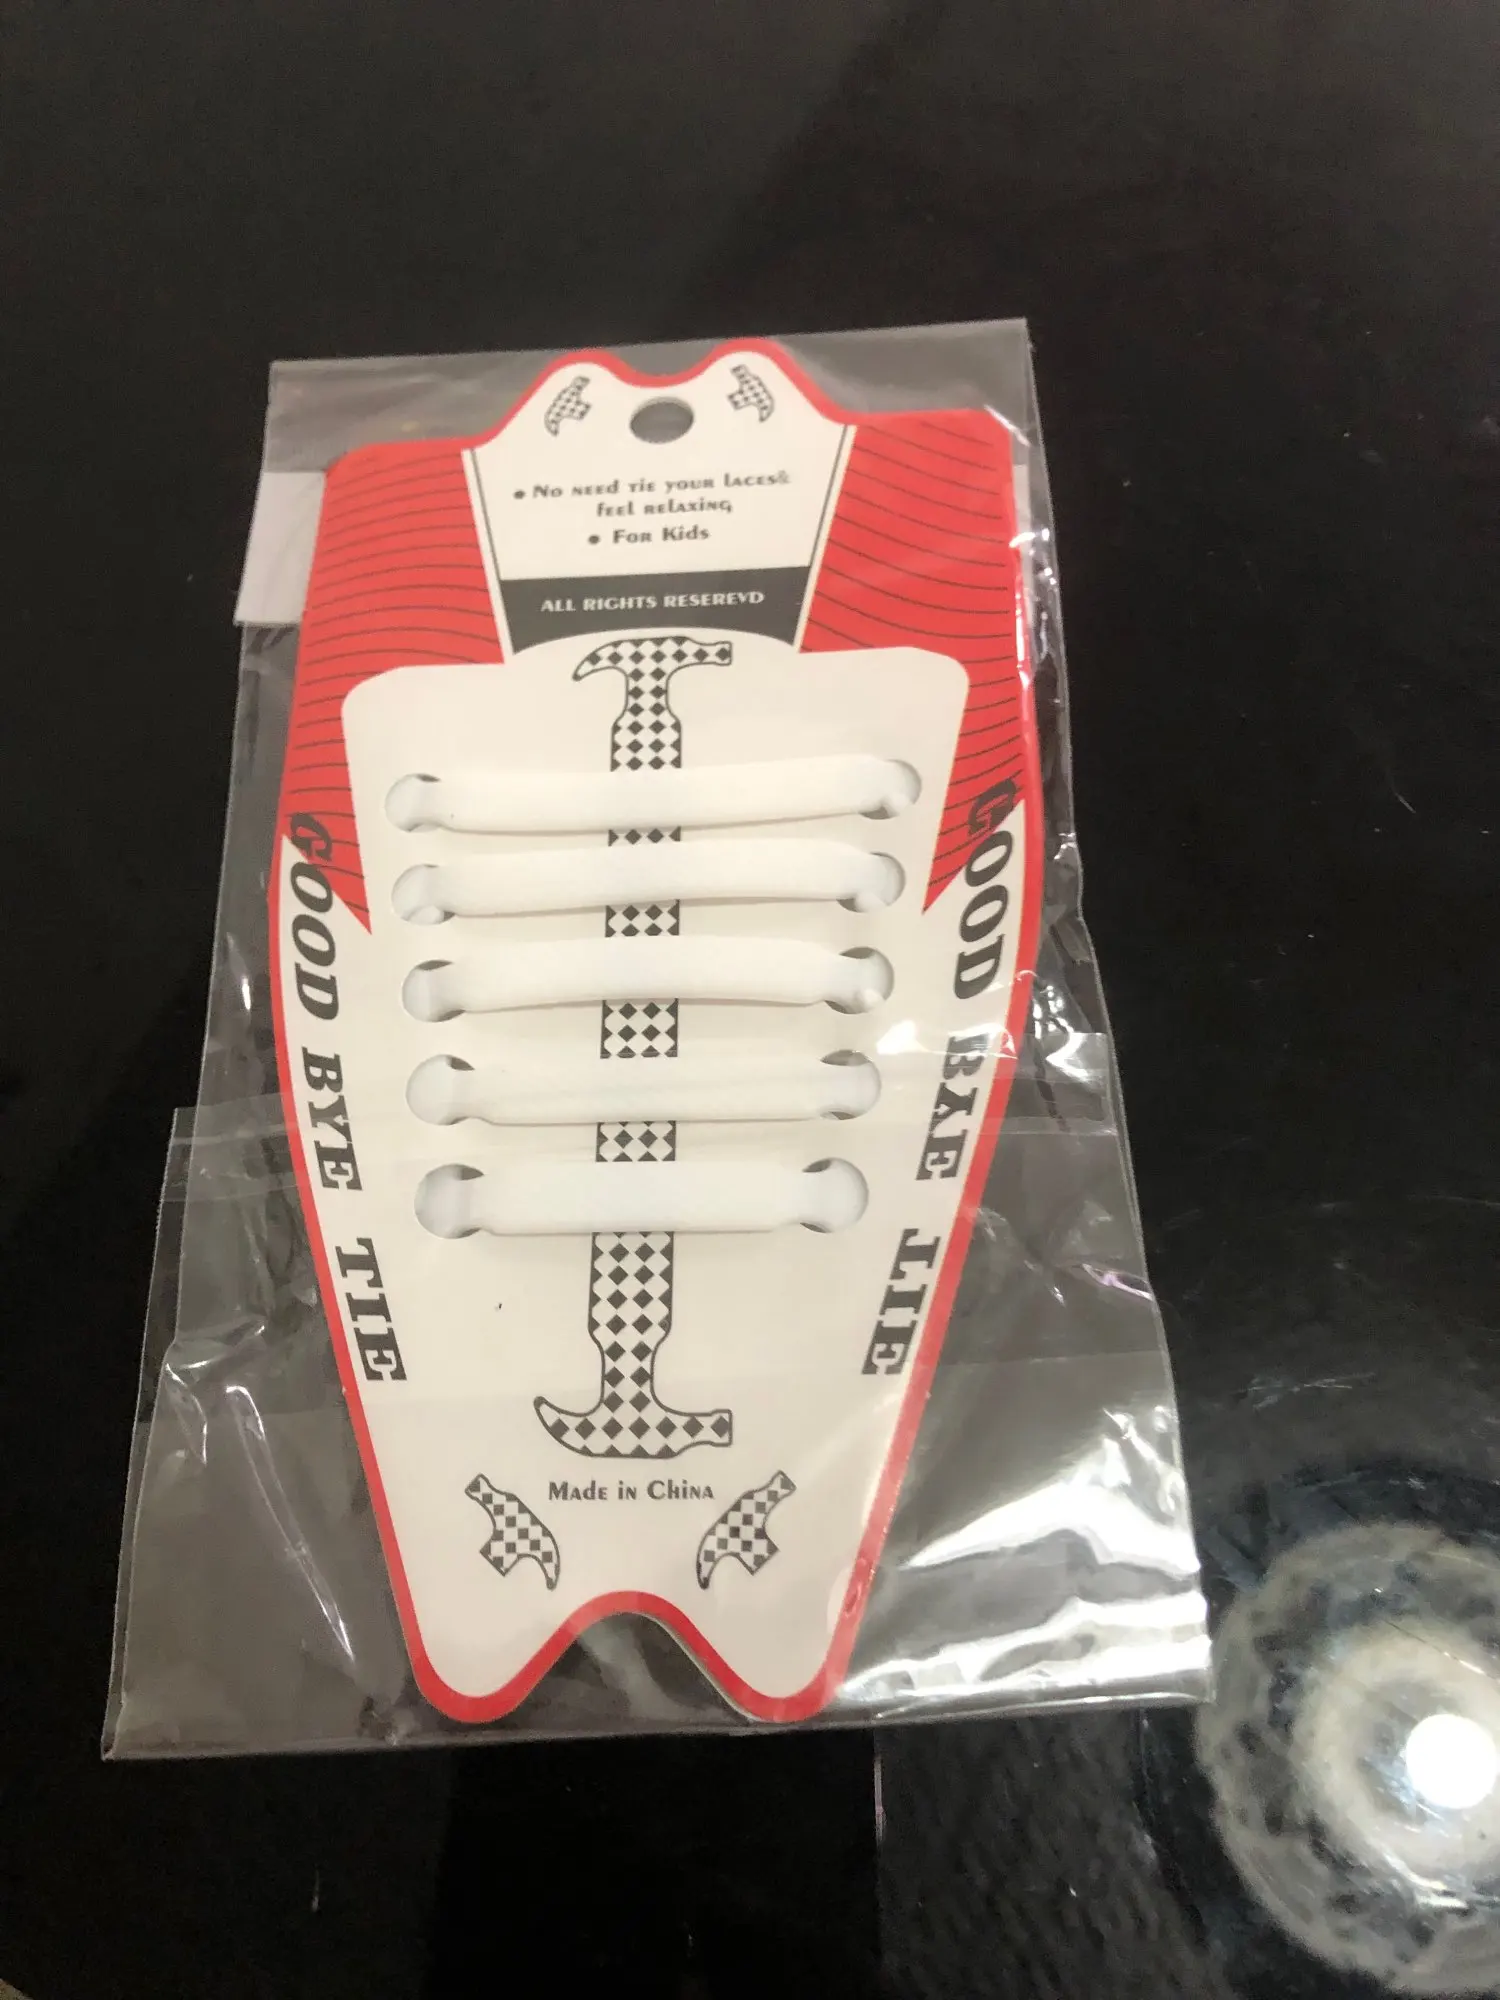 • No need tie your laces&
feel relaxing
• For Kids
ALL RIGHTS RESEREVD
GOOD BYE TIE
GOOD BYE TIE
Made in China